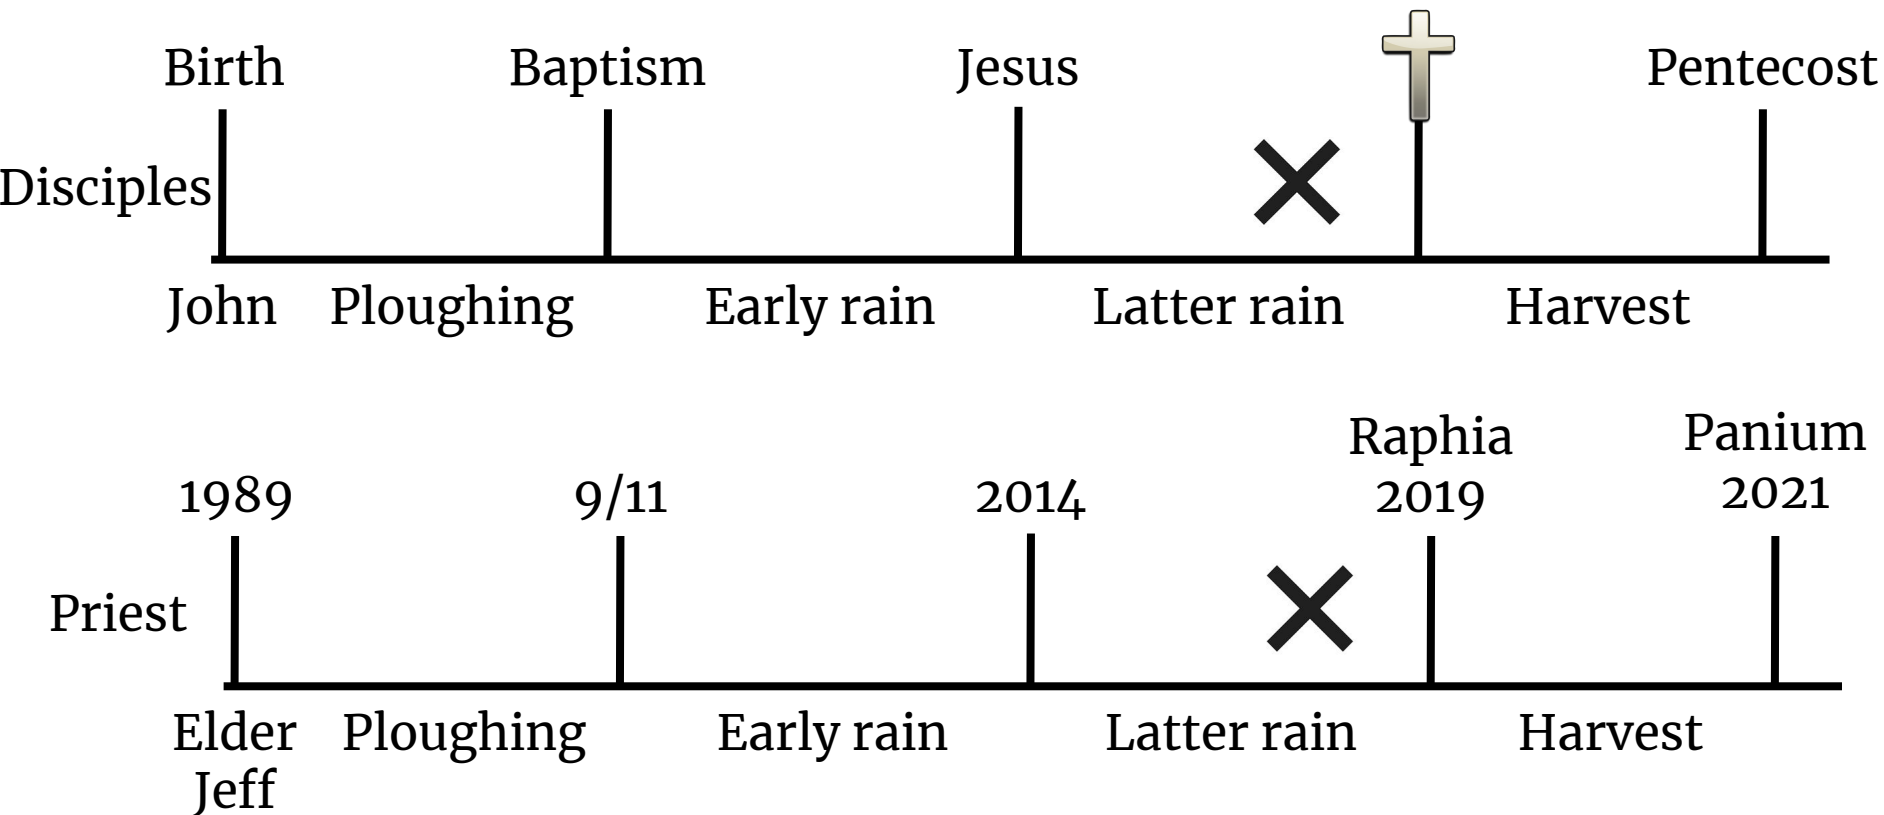 Birth Baptism Jesus Pentecost
Disciples
John Ploughing Early rain Latter rain Harvest
Raphia Panium
1989 9/11 2014 2019 2021
Priest
Elder Ploughing Early rain Latter rain Harvest
Jeff